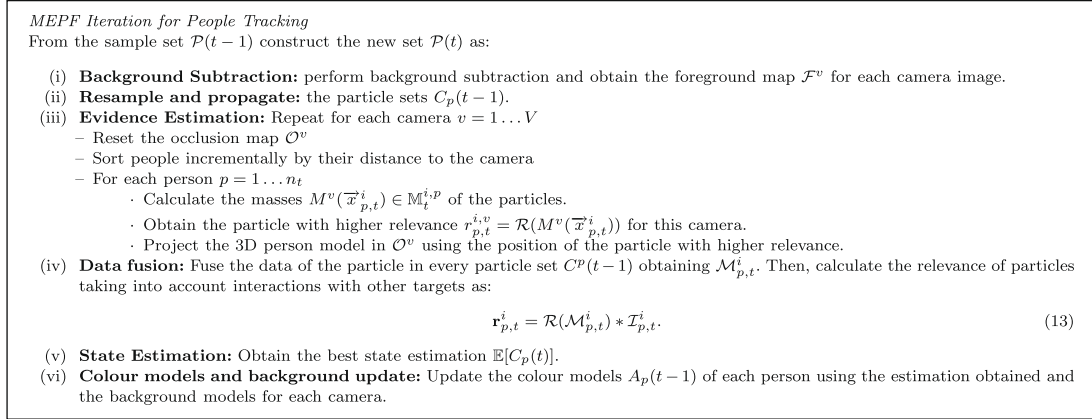 MEPF Iteration for People Tracking
From the sample set 𝒫(t − 1) construct the new set 𝒫(t) as:
(i) Background Subtraction: perform background subtraction and obtain the foreground map ℱ^v for each camera image.
(ii) Resample and propagate: the particle sets C_p(t − 1).
(iii) Evidence Estimation: Repeat for each camera v = 1 … V
– Reset the occlusion map 𝒪^v
– Sort people incrementally by their distance to the camera
– For each person p = 1 … n_t
· Calculate the masses M^v(\overrightarrow{x}^i_{p,t}) ∈ 𝕄^{i,p}_t of the particles.
· Obtain the particle with higher relevance r^{i,v}_{p,t} = ℛ(M^v(\overrightarrow{x}^i_{p,t})) for this camera.
· Project the 3D person model in 𝒪^v using the position of the particle with higher relevance.
(iv) Data fusion: Fuse the data of the particle in every particle set C^p(t − 1) obtaining ℳ^i_{p,t}. Then, calculate the relevance of particles
taking into account interactions with other targets as:
𝐫^i_{p,t} = ℛ(ℳ^i_{p,t}) ∗ ℐ^i_{p,t}. (13)
(v) State Estimation: Obtain the best state estimation 𝔼[C_p(t)].
(vi) Colour models and background update: Update the colour models A_p(t − 1) of each person using the estimation obtained and
the background models for each camera.